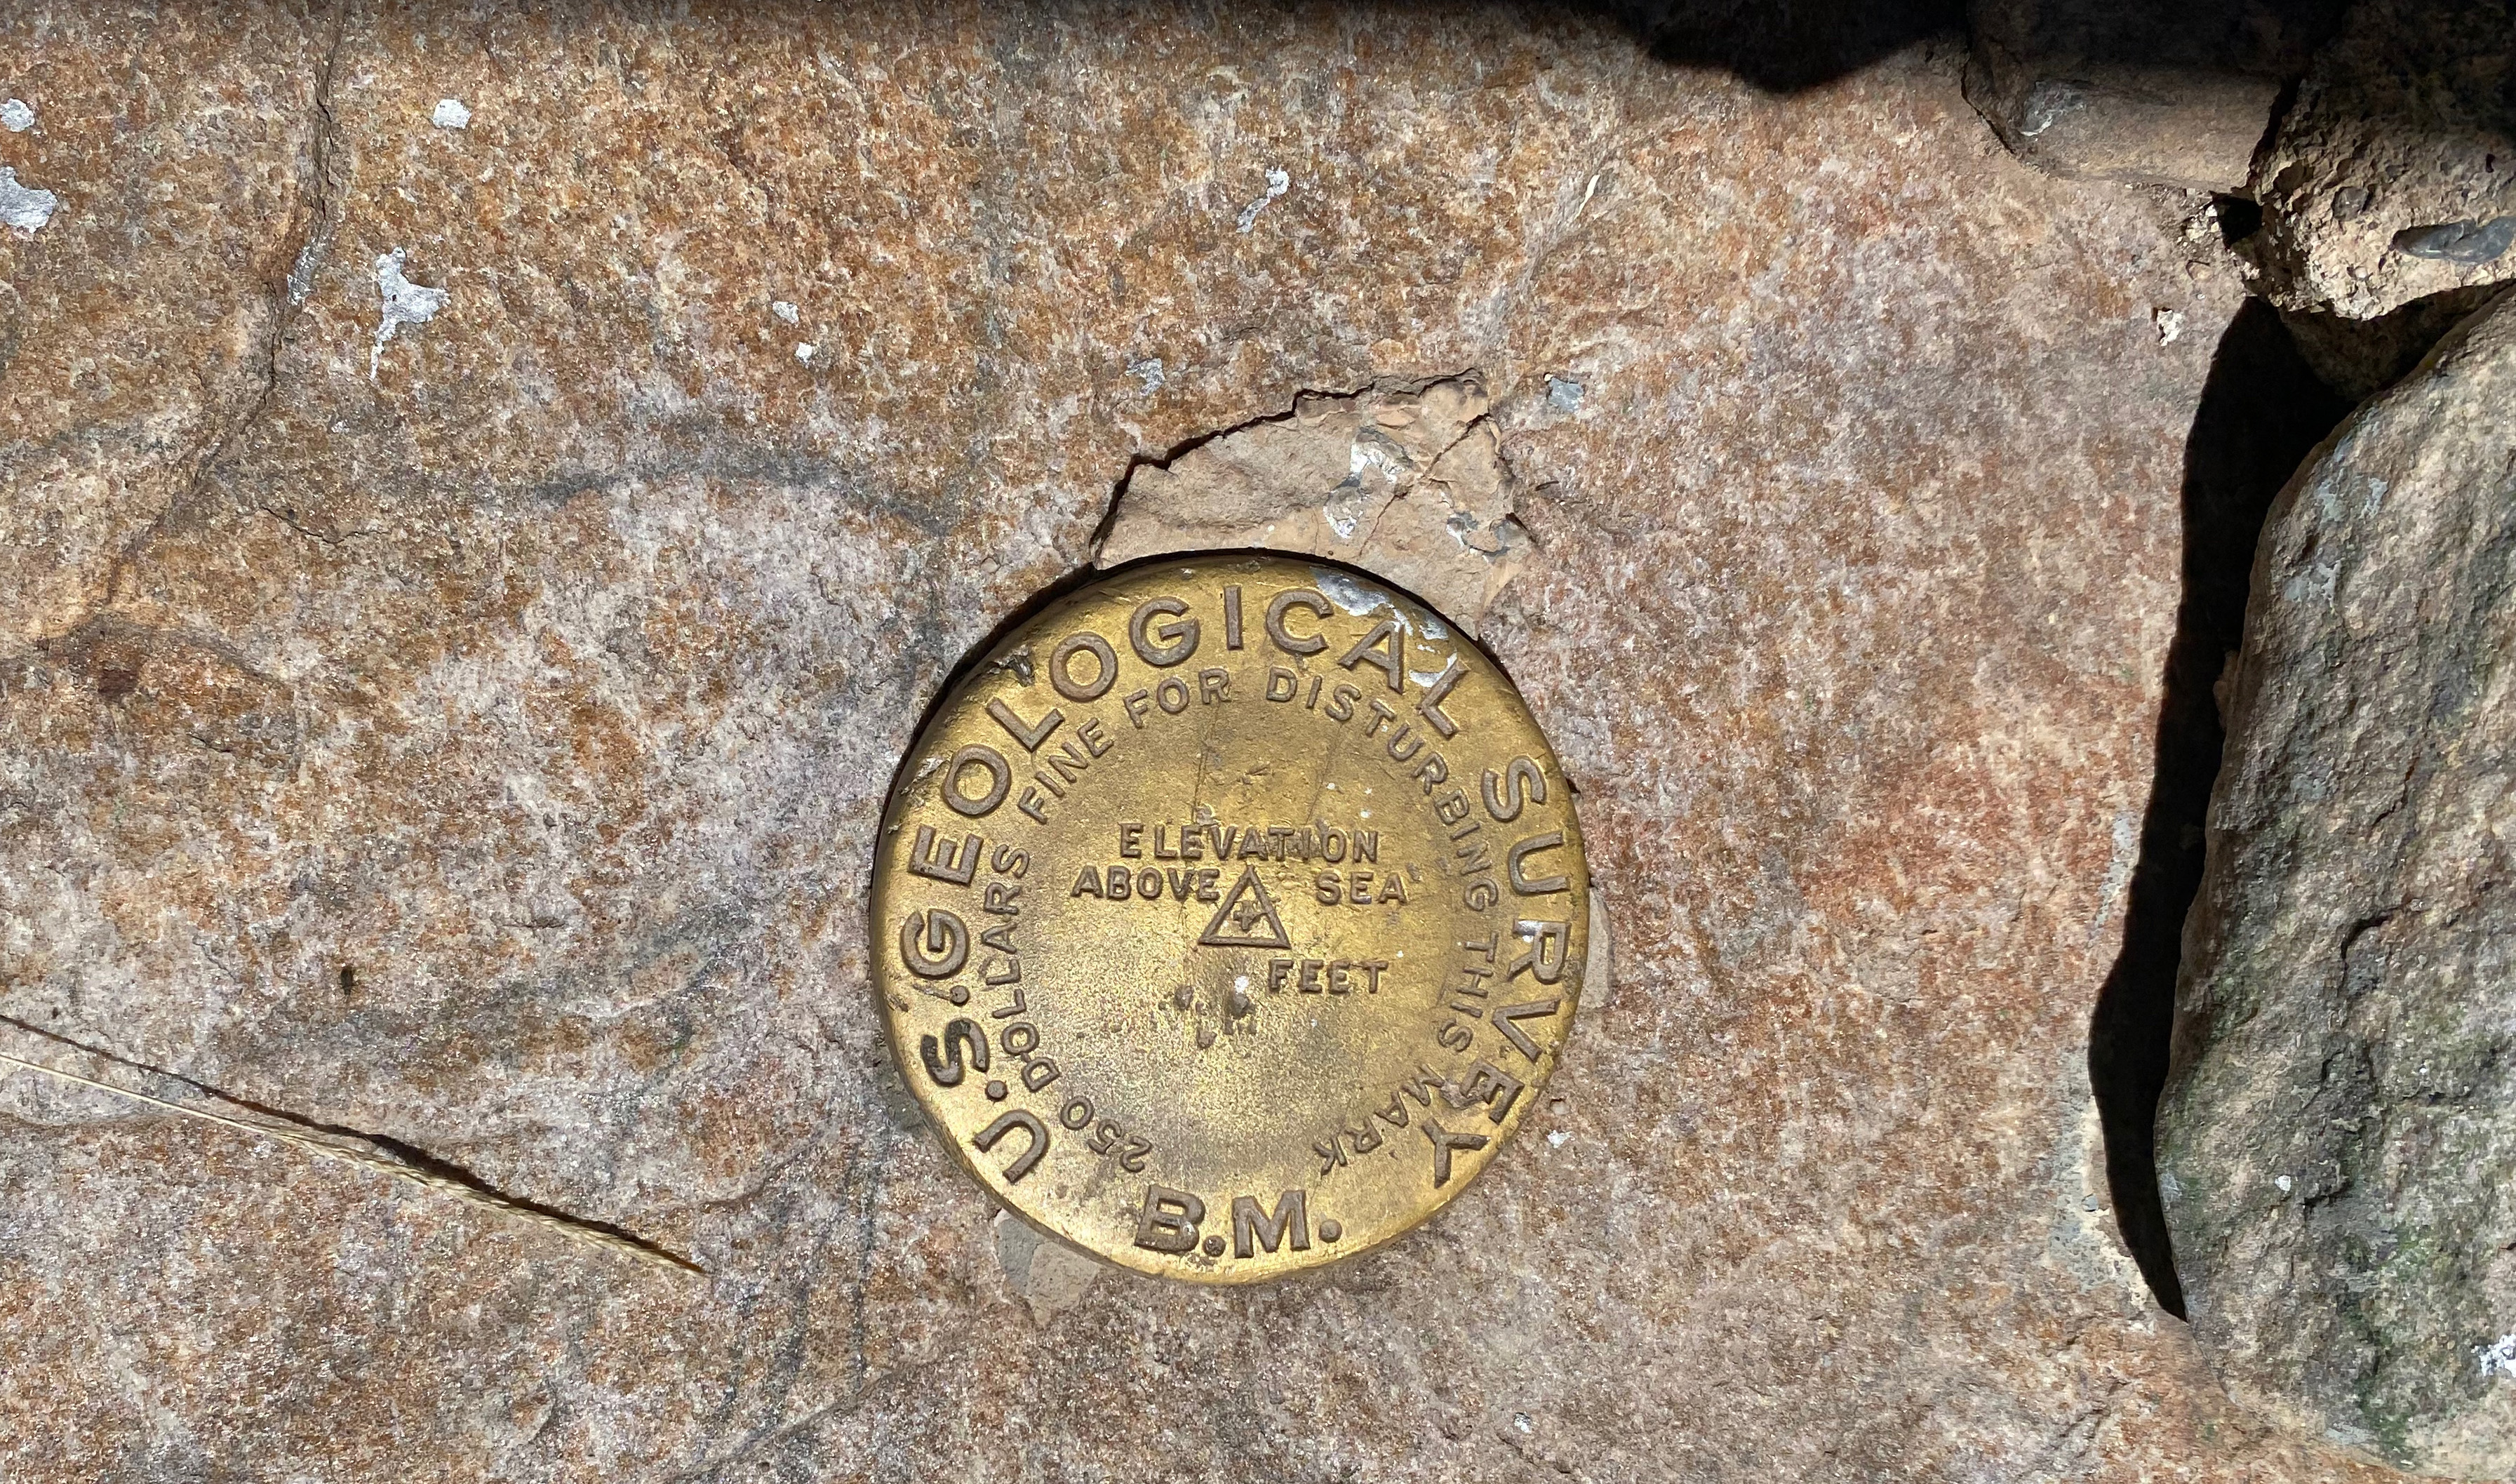 U.S.GEOLOGICAL SURVEY
250 DOLLARS FINE FOR DISTURBING THIS MARK
ELEVATION
ABOVE SEA
FEET
B.M.